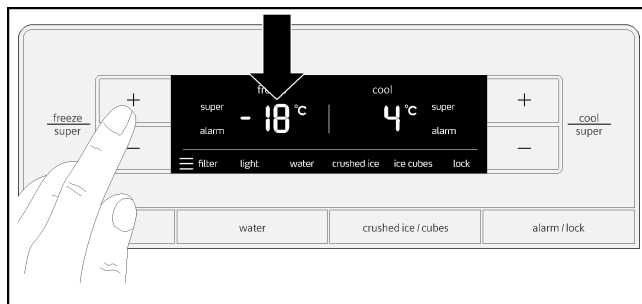 fre cool
super -18 °C 4 °C super
alarm alarm
filter light water crushed ice ice cubes lock
freeze
super
+
−
+
−
cool
super
water crushed ice / cubes alarm / lock